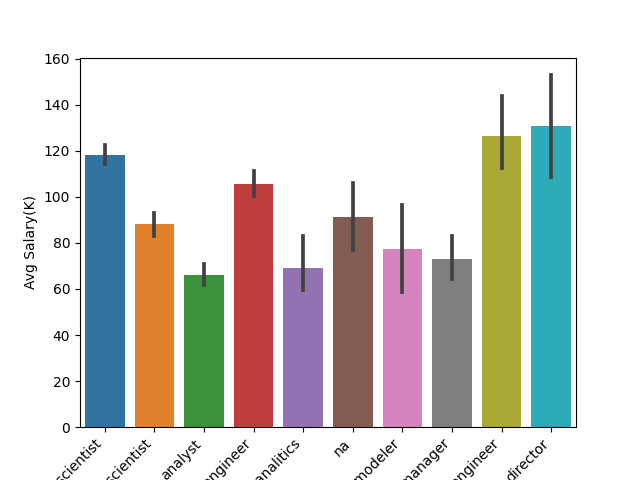 160
140
120
100
80
60
40
20
0
Avg Salary(K)
scientist
scientist
analyst
engineer
analitics
na
modeler
manager
engineer
director